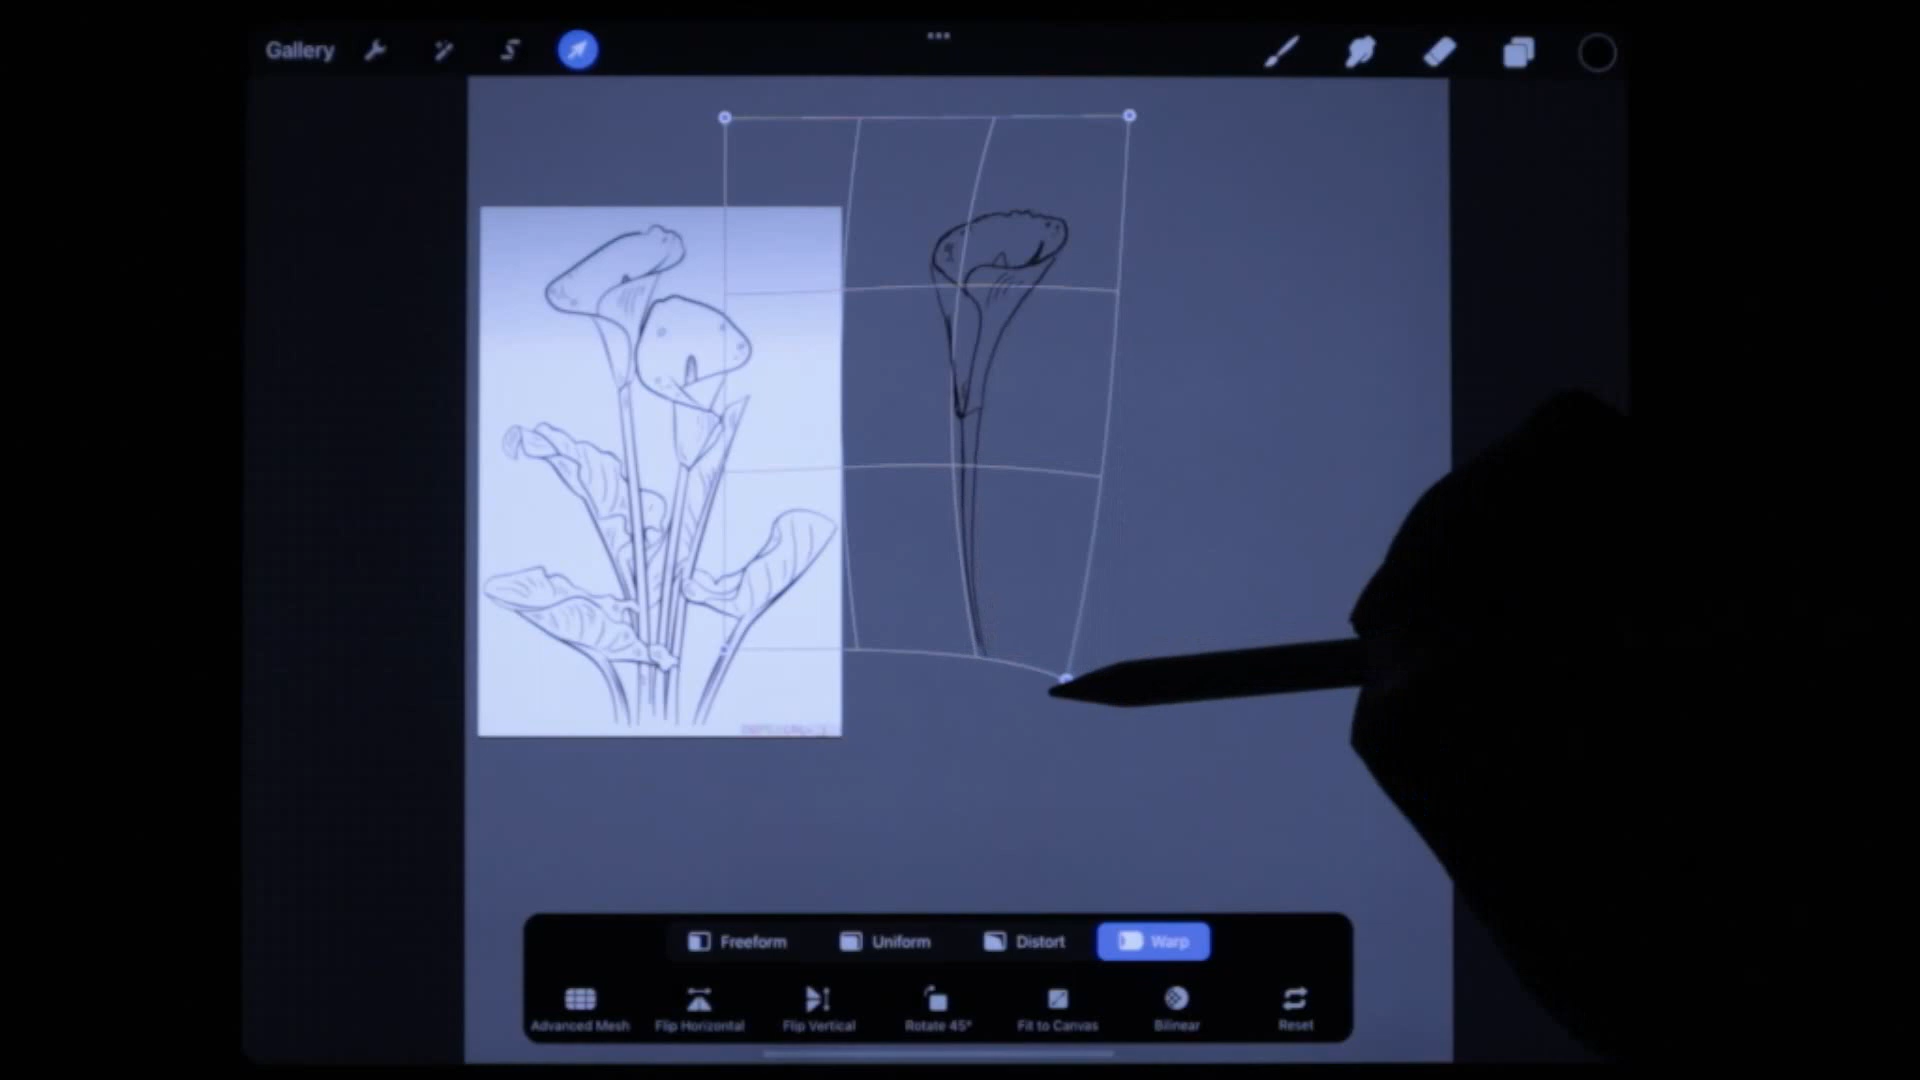 Gallery
Freeform Uniform Distort Warp
Advanced Mesh Flip Horizontal Flip Vertical Rotate 45° Fit to Canvas Bilinear Reset